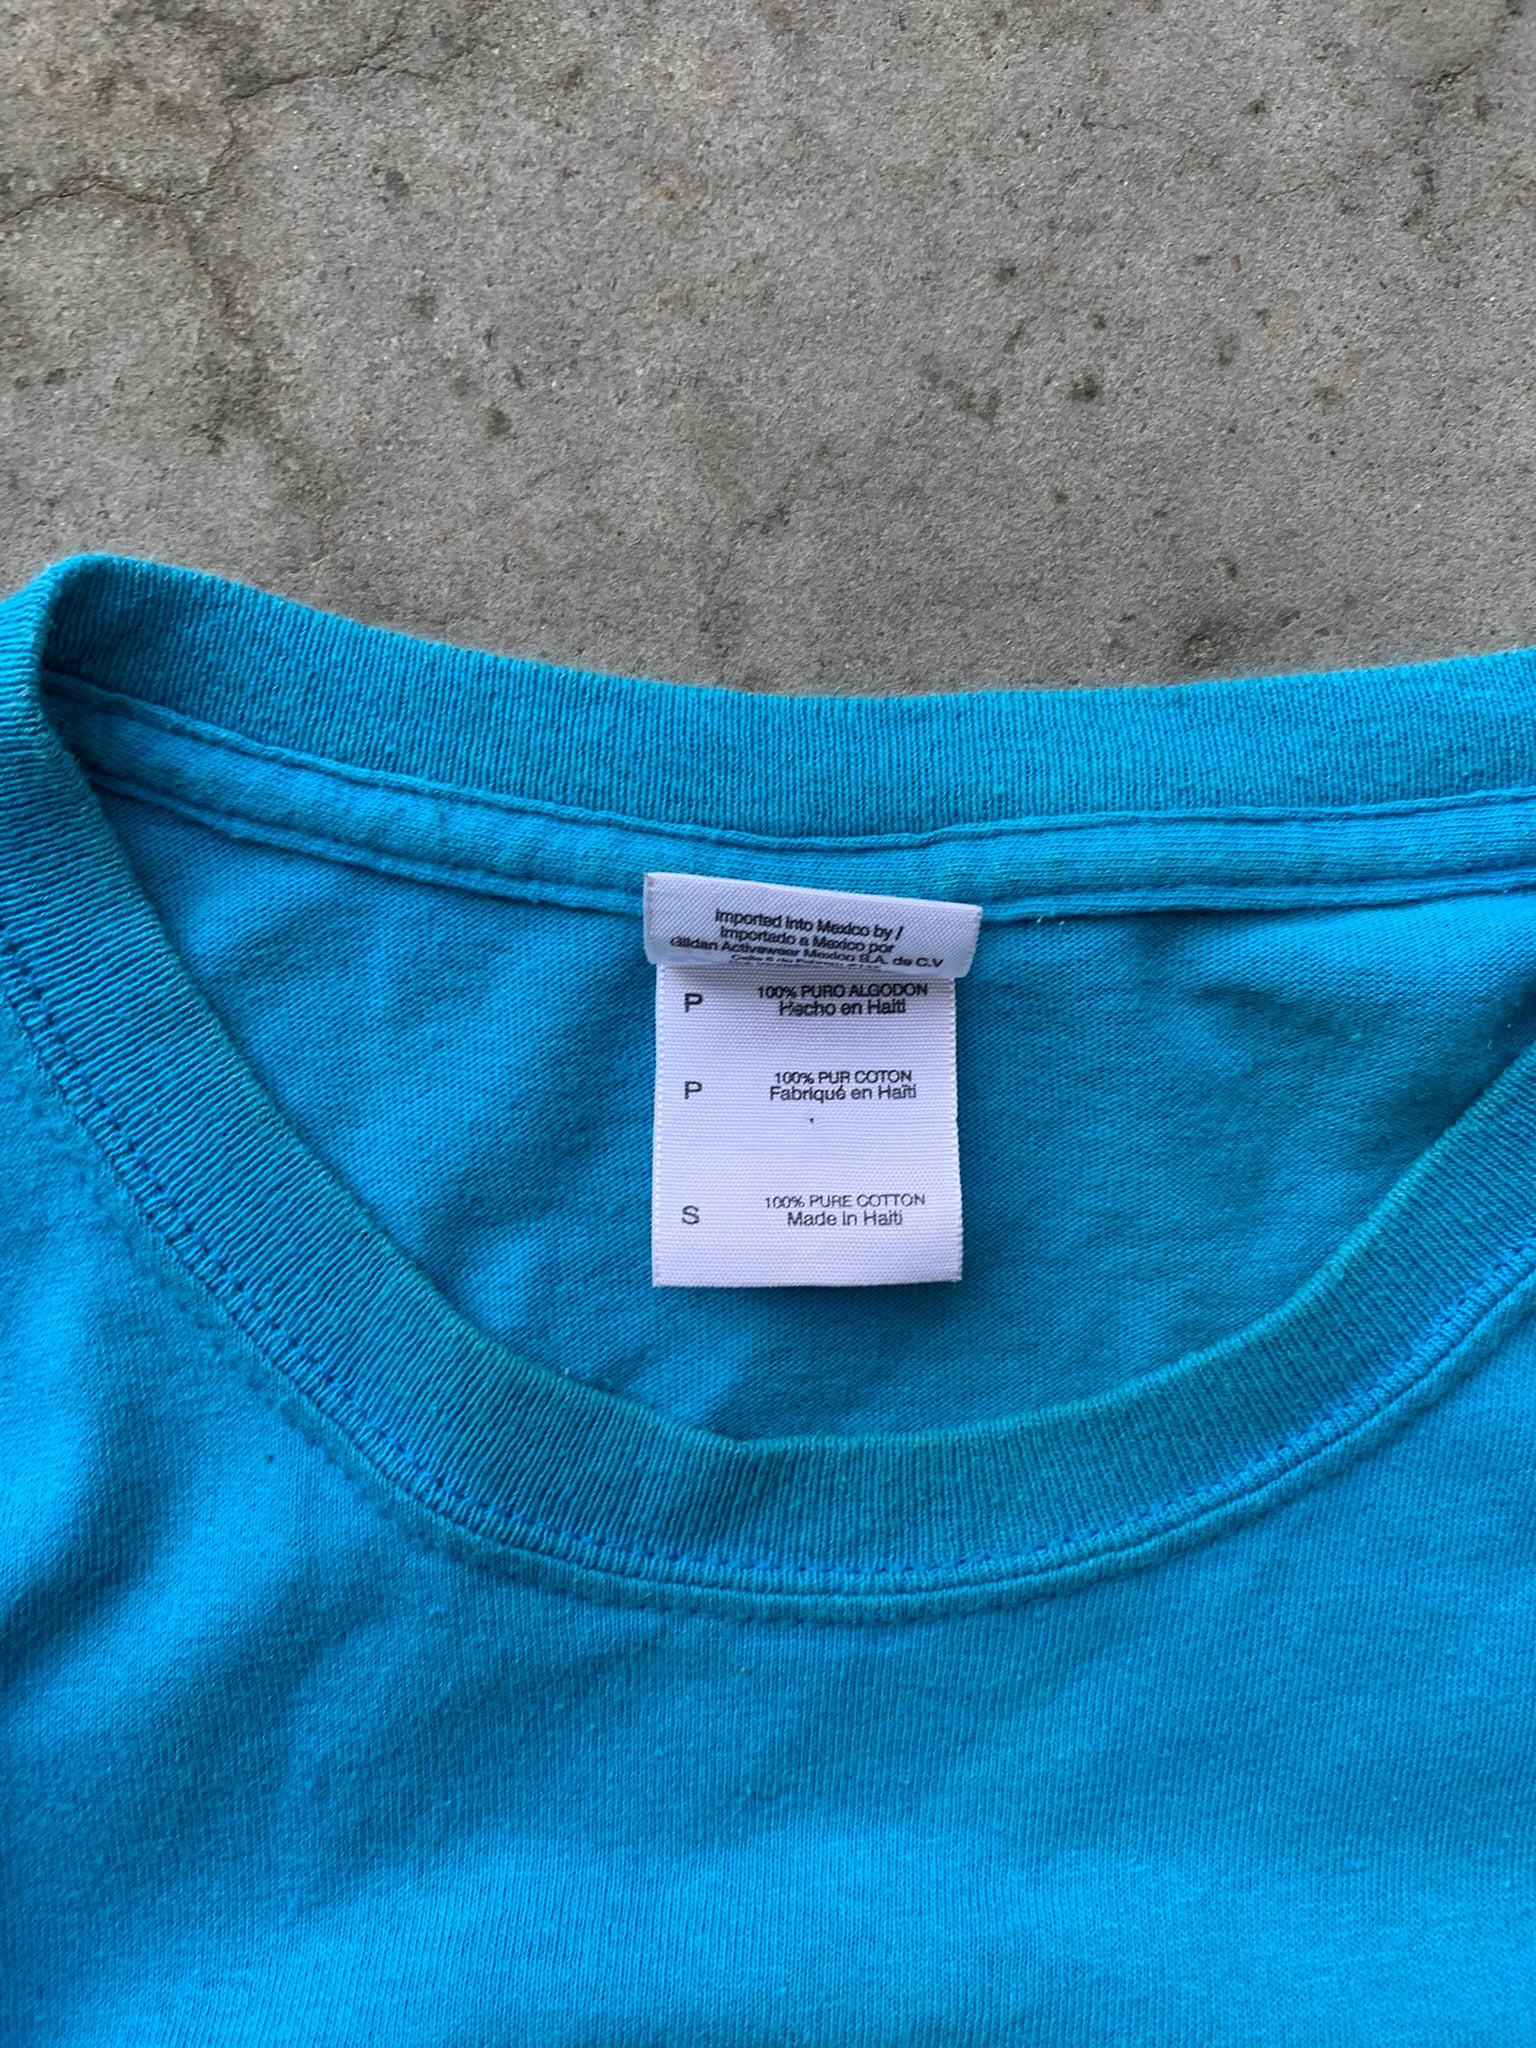 Imported Into Mexico by /
Importado a Mexico por
Gildan Activewear Mexico S.A. de C.V
P 100% PURO ALGODON
Hecho en Haiti
P 100% PUR COTON
Fabriqué en Haïti
S 100% PURE COTTON
Made In Haiti